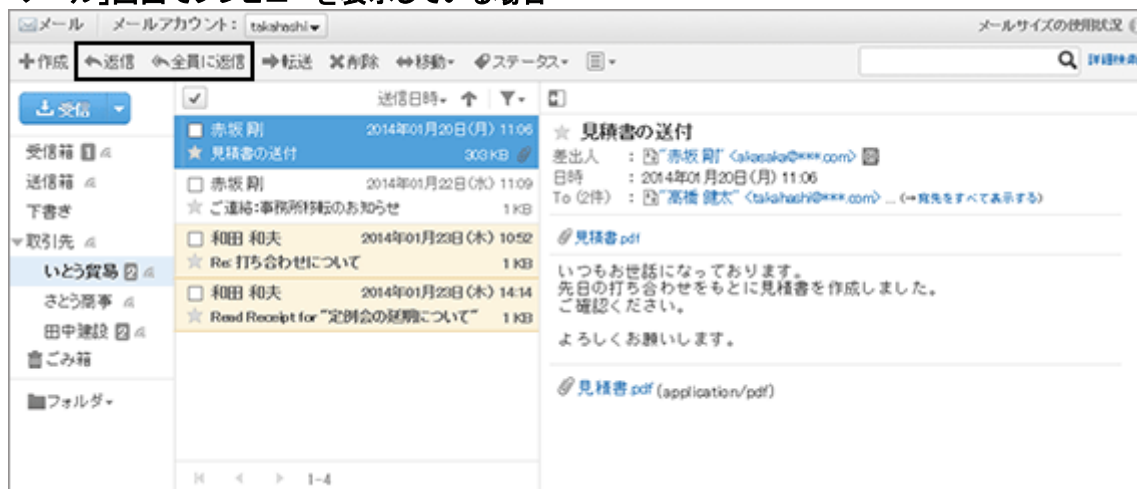 メール」画面でプレビューを表示している場合
メール メールアカウント: takahashi メールサイズの使用状況
作成 返信 全員に返信 転送 削除 移動 ステータス 詳細検索
受信
受信箱 1
送信箱
下書き
取引先
いとう貿易 2
さとう商事
田中建設 2
ごみ箱
フォルダ
送信日時
赤坂 剛 2014年01月20日(月) 11:06
見積書の送付 303 KB
赤坂 剛 2014年01月22日(水) 11:09
ご連絡:事務所移転のお知らせ 1 KB
和田 和夫 2014年01月23日(木) 10:52
Re: 打ち合わせについて 1 KB
和田 和夫 2014年01月23日(木) 14:14
Read Receipt for "定例会の延期について" 1 KB
1-4
見積書の送付
差出人 : "赤坂 剛" <akasaka@***.com>
日時 : 2014年01月20日(月) 11:06
To (2件) : "高橋 健太" <takahashi@***.com> ... (→宛先をすべて表示する)
見積書.pdf
いつもお世話になっております。
先日の打ち合わせをもとに見積書を作成しました。
ご確認ください。
よろしくお願いします。
見積書.pdf (application/pdf)